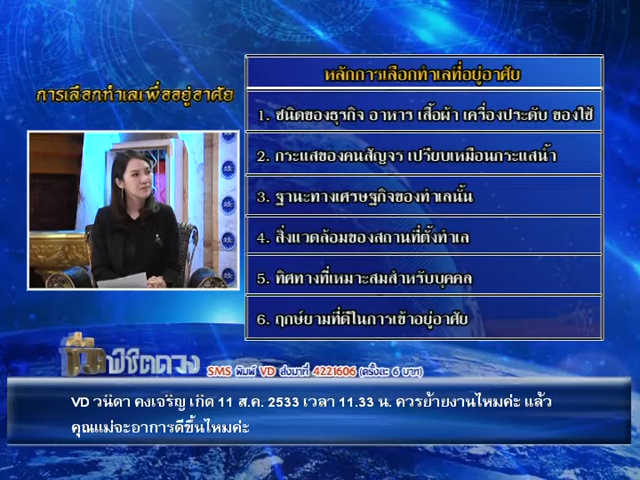 การเลือกทำเลเพื่ออยู่อาศัย
หลักการเลือกทำเลที่อยู่อาศัย
1. ชนิดของธุรกิจ อาหาร เสื้อผ้า เครื่องประดับ ของใช้
2. กระแสของคนสัญจร เปรียบเหมือนกระแสน้ำ
3. ฐานะทางเศรษฐกิจของทำเลนั้น
4. สิ่งแวดล้อมของสถานที่ตั้งทำเล
5. ทิศทางที่เหมาะสมสำหรับบุคคล
6. ฤกษ์ยามที่ดีในการเข้าอยู่อาศัย
พิชิตดวง
SMS พิมพ์ VD ส่งมาที่ 4221606 (ครั้งละ 6 บาท)
VD วนิดา คงเจริญ เกิด 11 ส.ค. 2533 เวลา 11.33 น. ควรย้ายงานไหมค่ะ แล้ว
คุณแม่จะอาการดีขึ้นไหมค่ะ